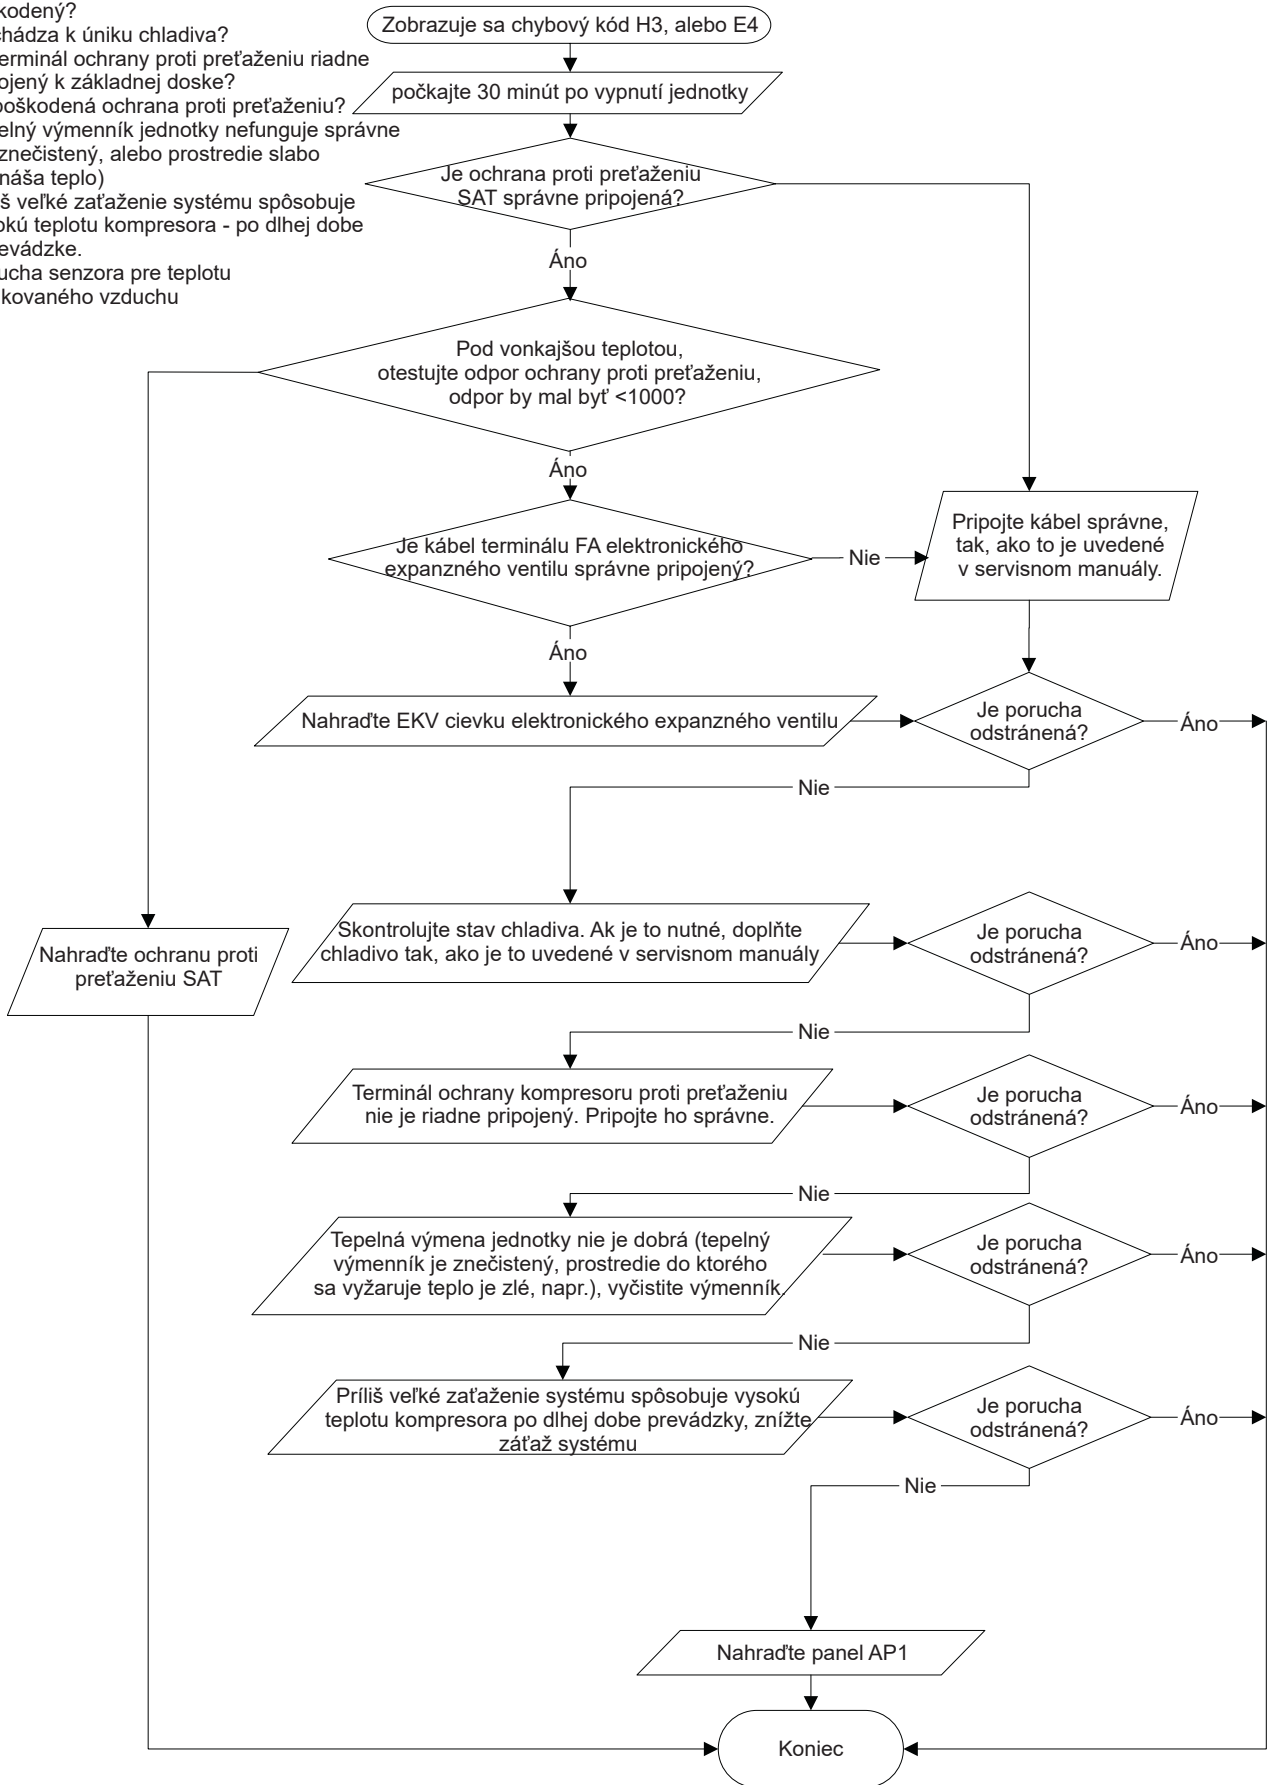 kodený?
chádza k úniku chladiva?
terminál ochrany proti preťaženiu riadne
ojený k základnej doske?
poškodená ochrana proti preťaženiu?
elný výmenník jednotky nefunguje správne
znečistený, alebo prostredie slabo
náša teplo)
iš veľké zaťaženie systému spôsobuje
okú teplotu kompresora - po dlhej dobe
evádzke.
ucha senzora pre teplotu
kovaného vzduchu
Zobrazuje sa chybový kód H3, alebo E4
počkajte 30 minút po vypnutí jednotky
Je ochrana proti preťaženiu
SAT správne pripojená?
Áno
Pod vonkajšou teplotou,
otestujte odpor ochrany proti preťaženiu,
odpor by mal byť <1000?
Áno
Je kábel terminálu FA elektronického
expanzného ventilu správne pripojený?
Nie
Pripojte kábel správne,
tak, ako to je uvedené
v servisnom manuály.
Áno
Nahraďte EKV cievku elektronického expanzného ventilu
Je porucha
odstránená?
Áno
Nie
Nahraďte ochranu proti
preťaženiu SAT
Skontrolujte stav chladiva. Ak je to nutné, doplňte
chladivo tak, ako je to uvedené v servisnom manuály
Je porucha
odstránená?
Áno
Nie
Terminál ochrany kompresoru proti preťaženiu
nie je riadne pripojený. Pripojte ho správne.
Je porucha
odstránená?
Áno
Nie
Tepelná výmena jednotky nie je dobrá (tepelný
výmenník je znečistený, prostredie do ktorého
sa vyžaruje teplo je zlé, napr.), vyčistite výmenník.
Je porucha
odstránená?
Áno
Nie
Príliš veľké zaťaženie systému spôsobuje vysokú
teplotu kompresora po dlhej dobe prevádzky, znížte
záťaž systému
Je porucha
odstránená?
Áno
Nie
Nahraďte panel AP1
Koniec